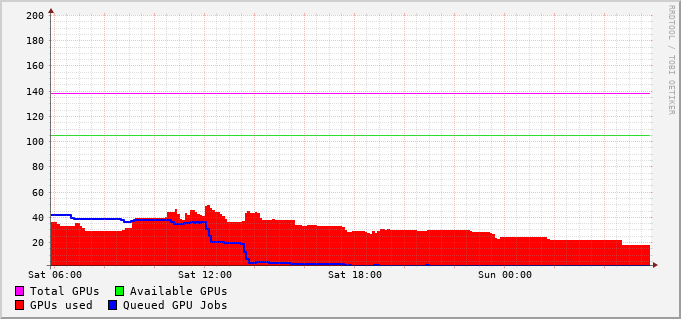 200
180
160
140
120
100
80
60
40
20
Sat 06:00 Sat 12:00 Sat 18:00 Sun 00:00
Total GPUs Available GPUs
GPUs used Queued GPU Jobs
RRDTOOL / TOBI OETIKER